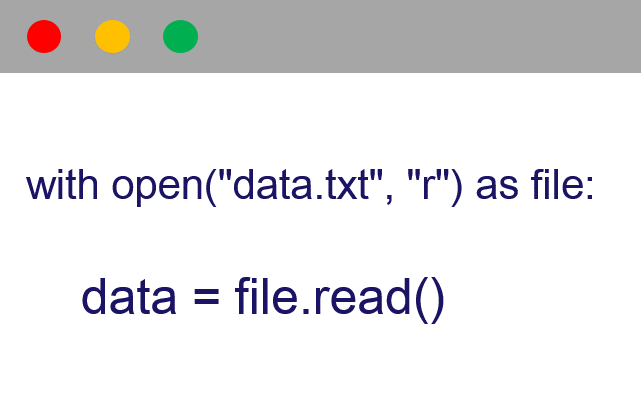 with open("data.txt", "r") as file:
data = file.read()